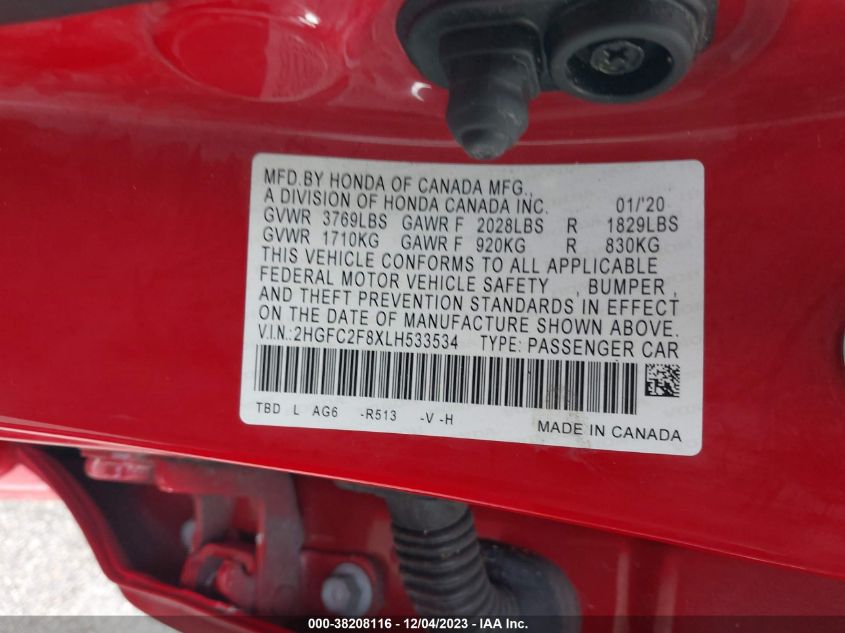 MFD.BY HONDA OF CANADA MFG.,
A DIVISION OF HONDA CANADA INC. 01/'20
GVWR 3769LBS GAWR F 2028LBS R 1829LBS
GVWR 1710KG GAWR F 920KG R 830KG
THIS VEHICLE CONFORMS TO ALL APPLICABLE
FEDERAL MOTOR VEHICLE SAFETY , BUMPER ,
AND THEFT PREVENTION STANDARDS IN EFFECT
ON THE DATE OF MANUFACTURE SHOWN ABOVE.
V.I.N.:2HGFC2F8XLH533534 TYPE: PASSENGER CAR
TBD L AG6 -R513 -V -H
MADE IN CANADA
000-38208116 - 12/04/2023 - U.S. IAA Inc.